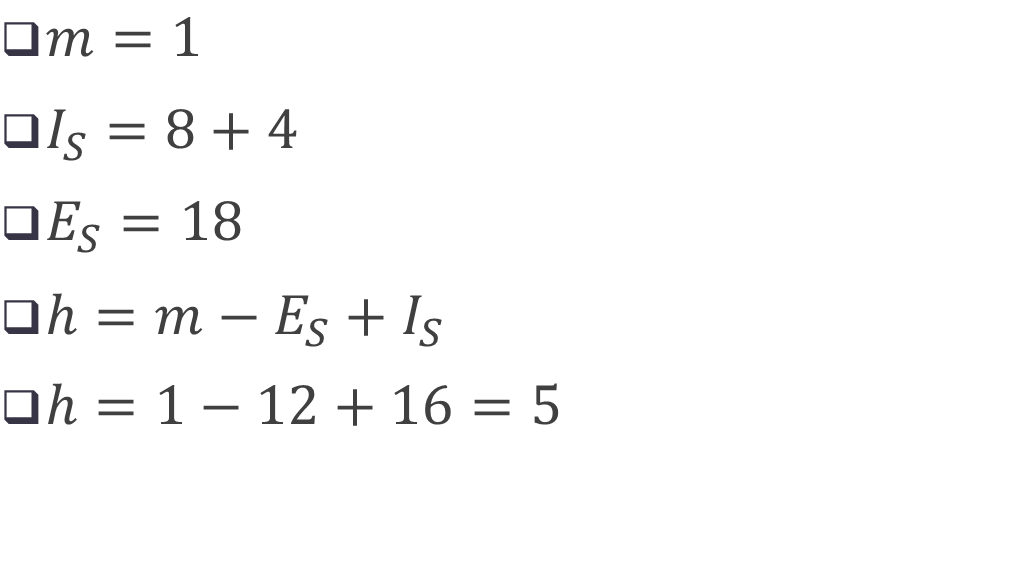 ❑m = 1
❑I_S = 8 + 4
❑E_S = 18
❑h = m − E_S + I_S
❑h = 1 − 12 + 16 = 5